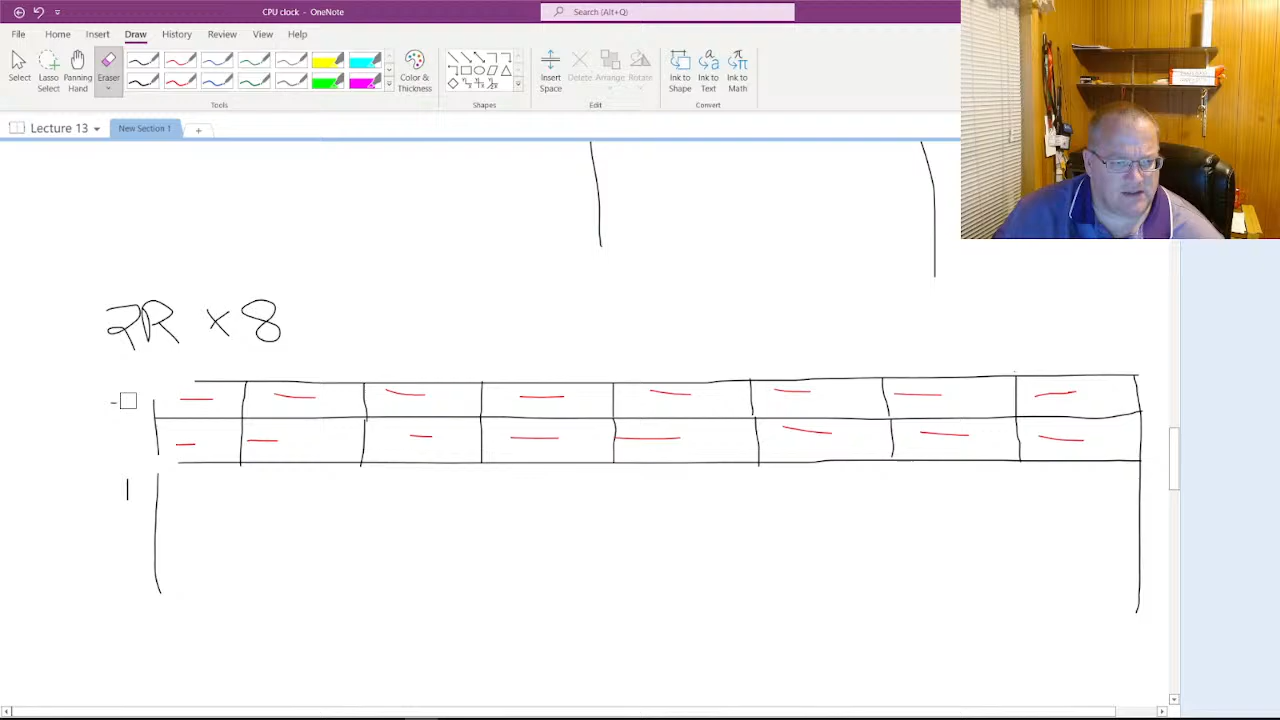 CPU clock - OneNote
Search (Alt+Q)
File Home Insert Draw History Review View Help
Select Lasso Select Panning Hand Eraser Color & Thickness Insert Space Delete Arrange Rotate Ink to Shape Ink to Text Ink to Math
Tools Shapes Edit Convert
Lecture 13 New Section 1 +
2R × 8
1